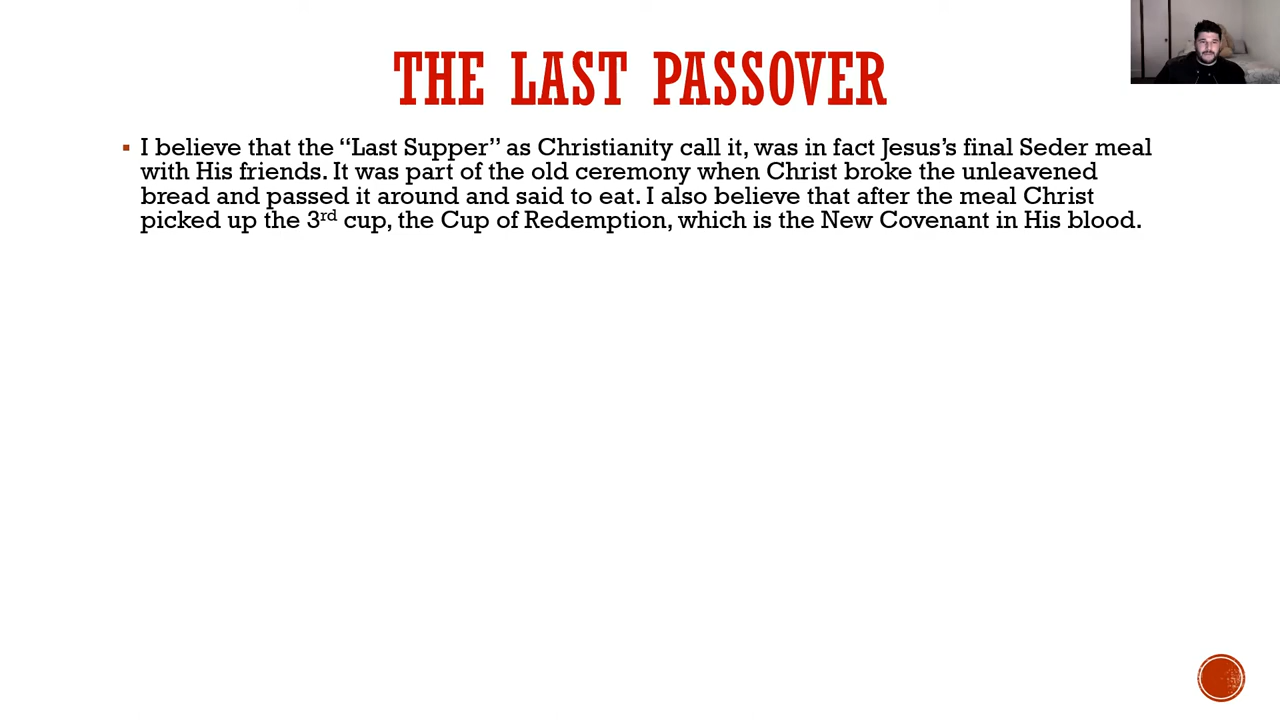 THE LAST PASSOVER
▪ I believe that the “Last Supper” as Christianity call it, was in fact Jesus’s final Seder meal
with His friends. It was part of the old ceremony when Christ broke the unleavened
bread and passed it around and said to eat. I also believe that after the meal Christ
picked up the 3rd cup, the Cup of Redemption, which is the New Covenant in His blood.